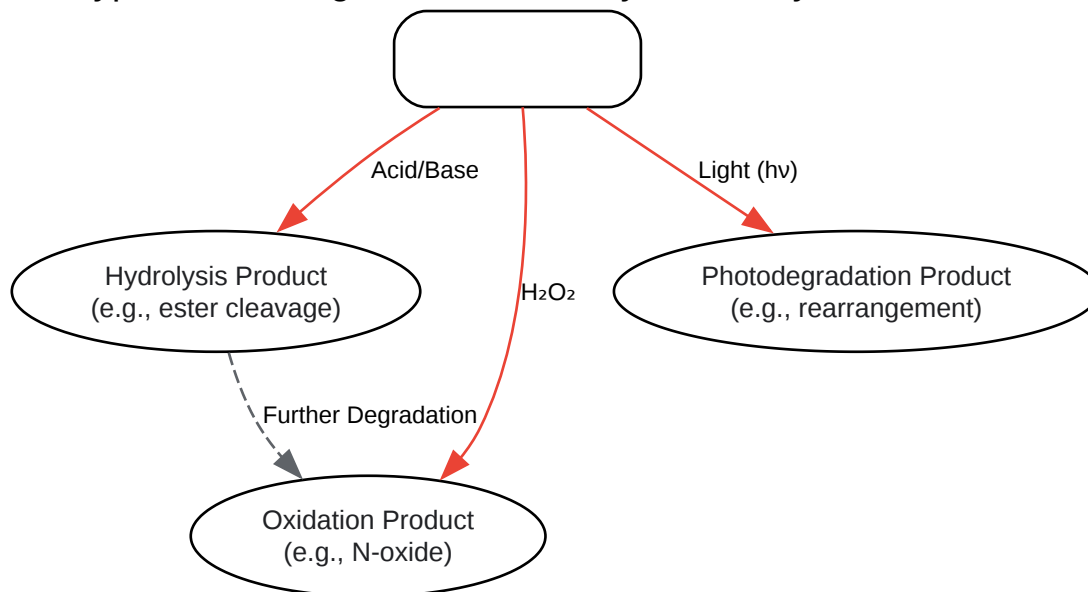 Acid/Base
Light (hν)
Hydrolysis Product
(e.g., ester cleavage)
H₂O₂
Photodegradation Product
(e.g., rearrangement)
Further Degradation
Oxidation Product
(e.g., N-oxide)